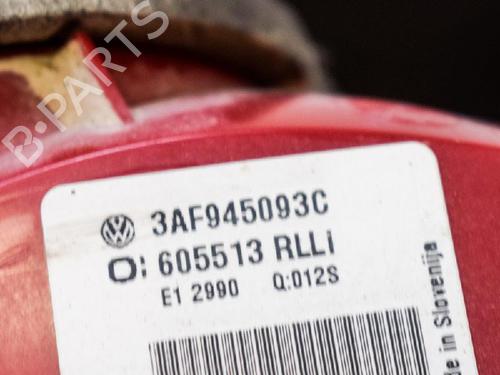 B-PARTS
3AF945093C
O: 605513 RLLi
E1 2990 Q:012S
de in Slovenija